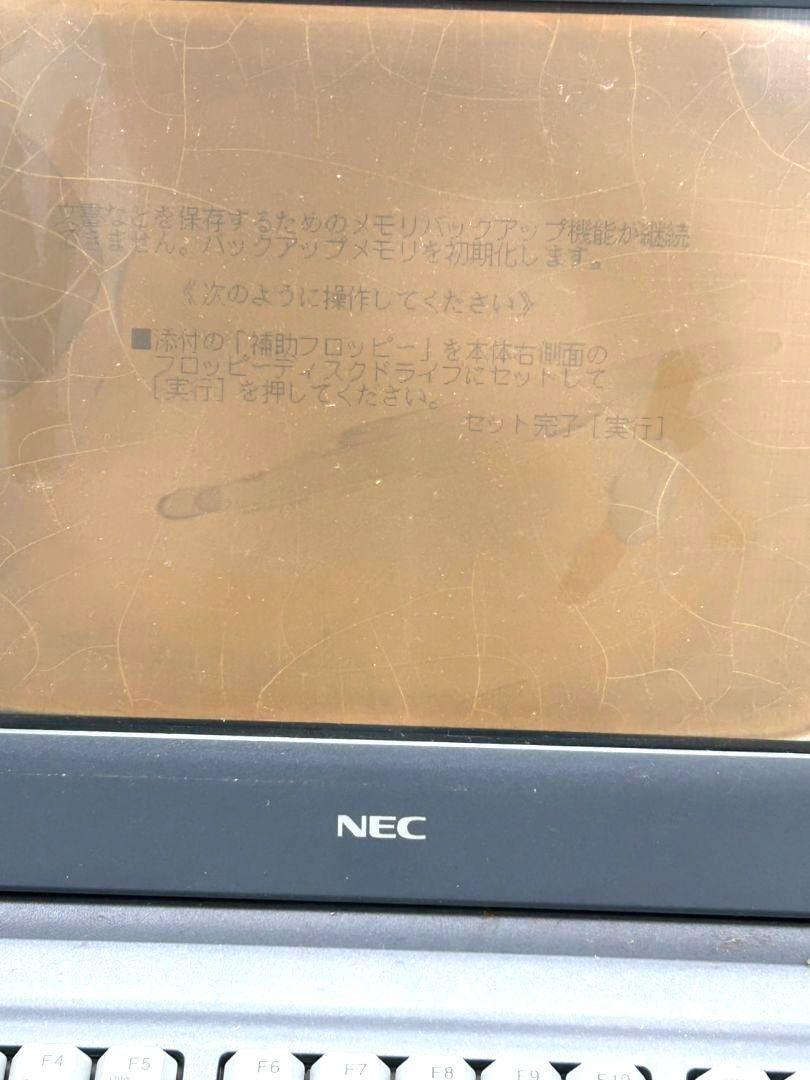 文書などを保存するためのメモリバックアップ機能が継続
できません。バックアップメモリを初期化します。
《次のように操作してください》
■添付の「補助フロッピー」を本体右側面の
フロッピーディスクドライブにセットして
[実行]を押してください。
セット完了[実行]
NEC
F4 F5 F6 F7 F8 F9 F10